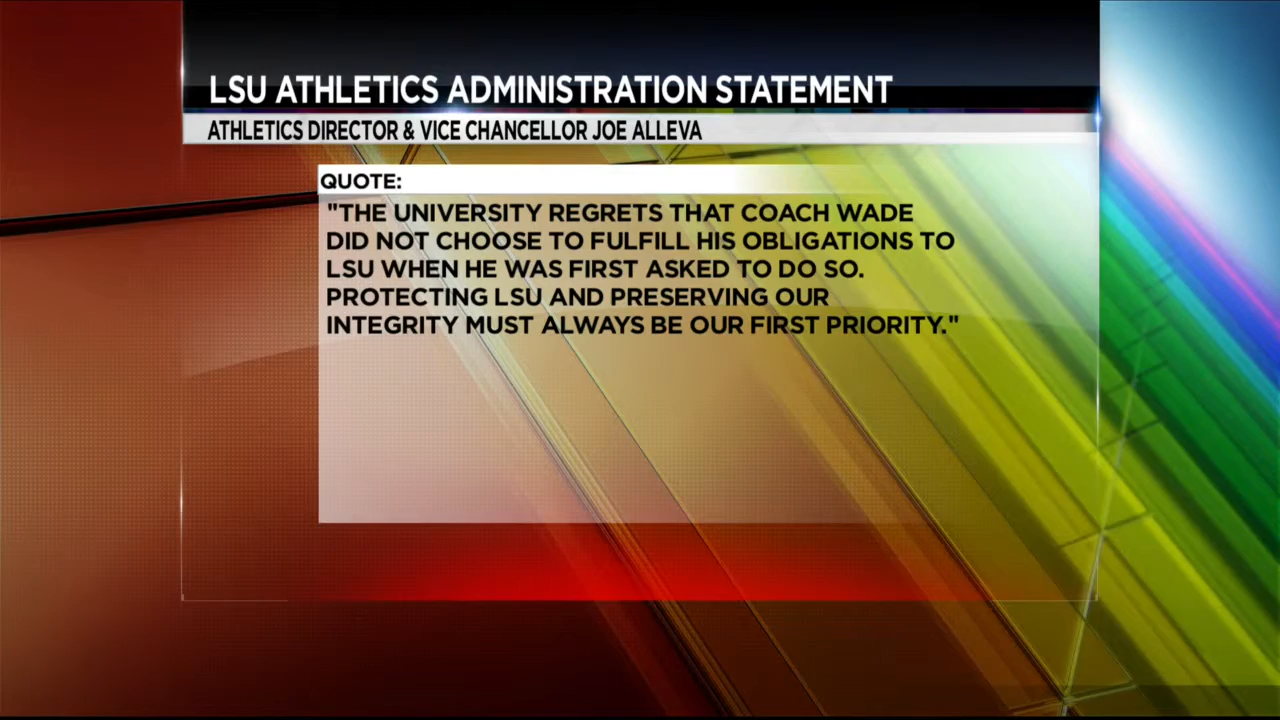 LSU ATHLETICS ADMINISTRATION STATEMENT
ATHLETICS DIRECTOR & VICE CHANCELLOR JOE ALLEVA
QUOTE:
"THE UNIVERSITY REGRETS THAT COACH WADE
DID NOT CHOOSE TO FULFILL HIS OBLIGATIONS TO
LSU WHEN HE WAS FIRST ASKED TO DO SO.
PROTECTING LSU AND PRESERVING OUR
INTEGRITY MUST ALWAYS BE OUR FIRST PRIORITY."